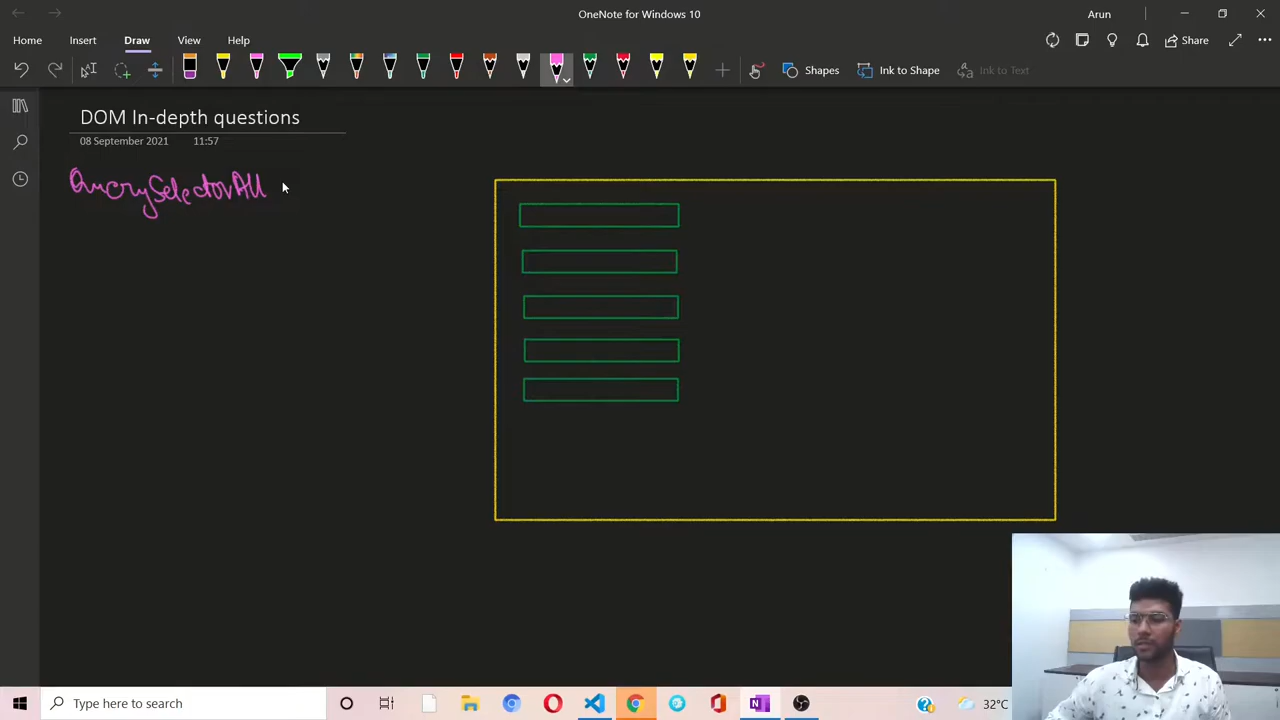 OneNote for Windows 10
Arun
Home
Insert
Draw
View
Help
Share
Shapes
Ink to Shape
Ink to Text
DOM In-depth questions
08 September 2021
11:57
QuerySelectorAll
Type here to search
32°C